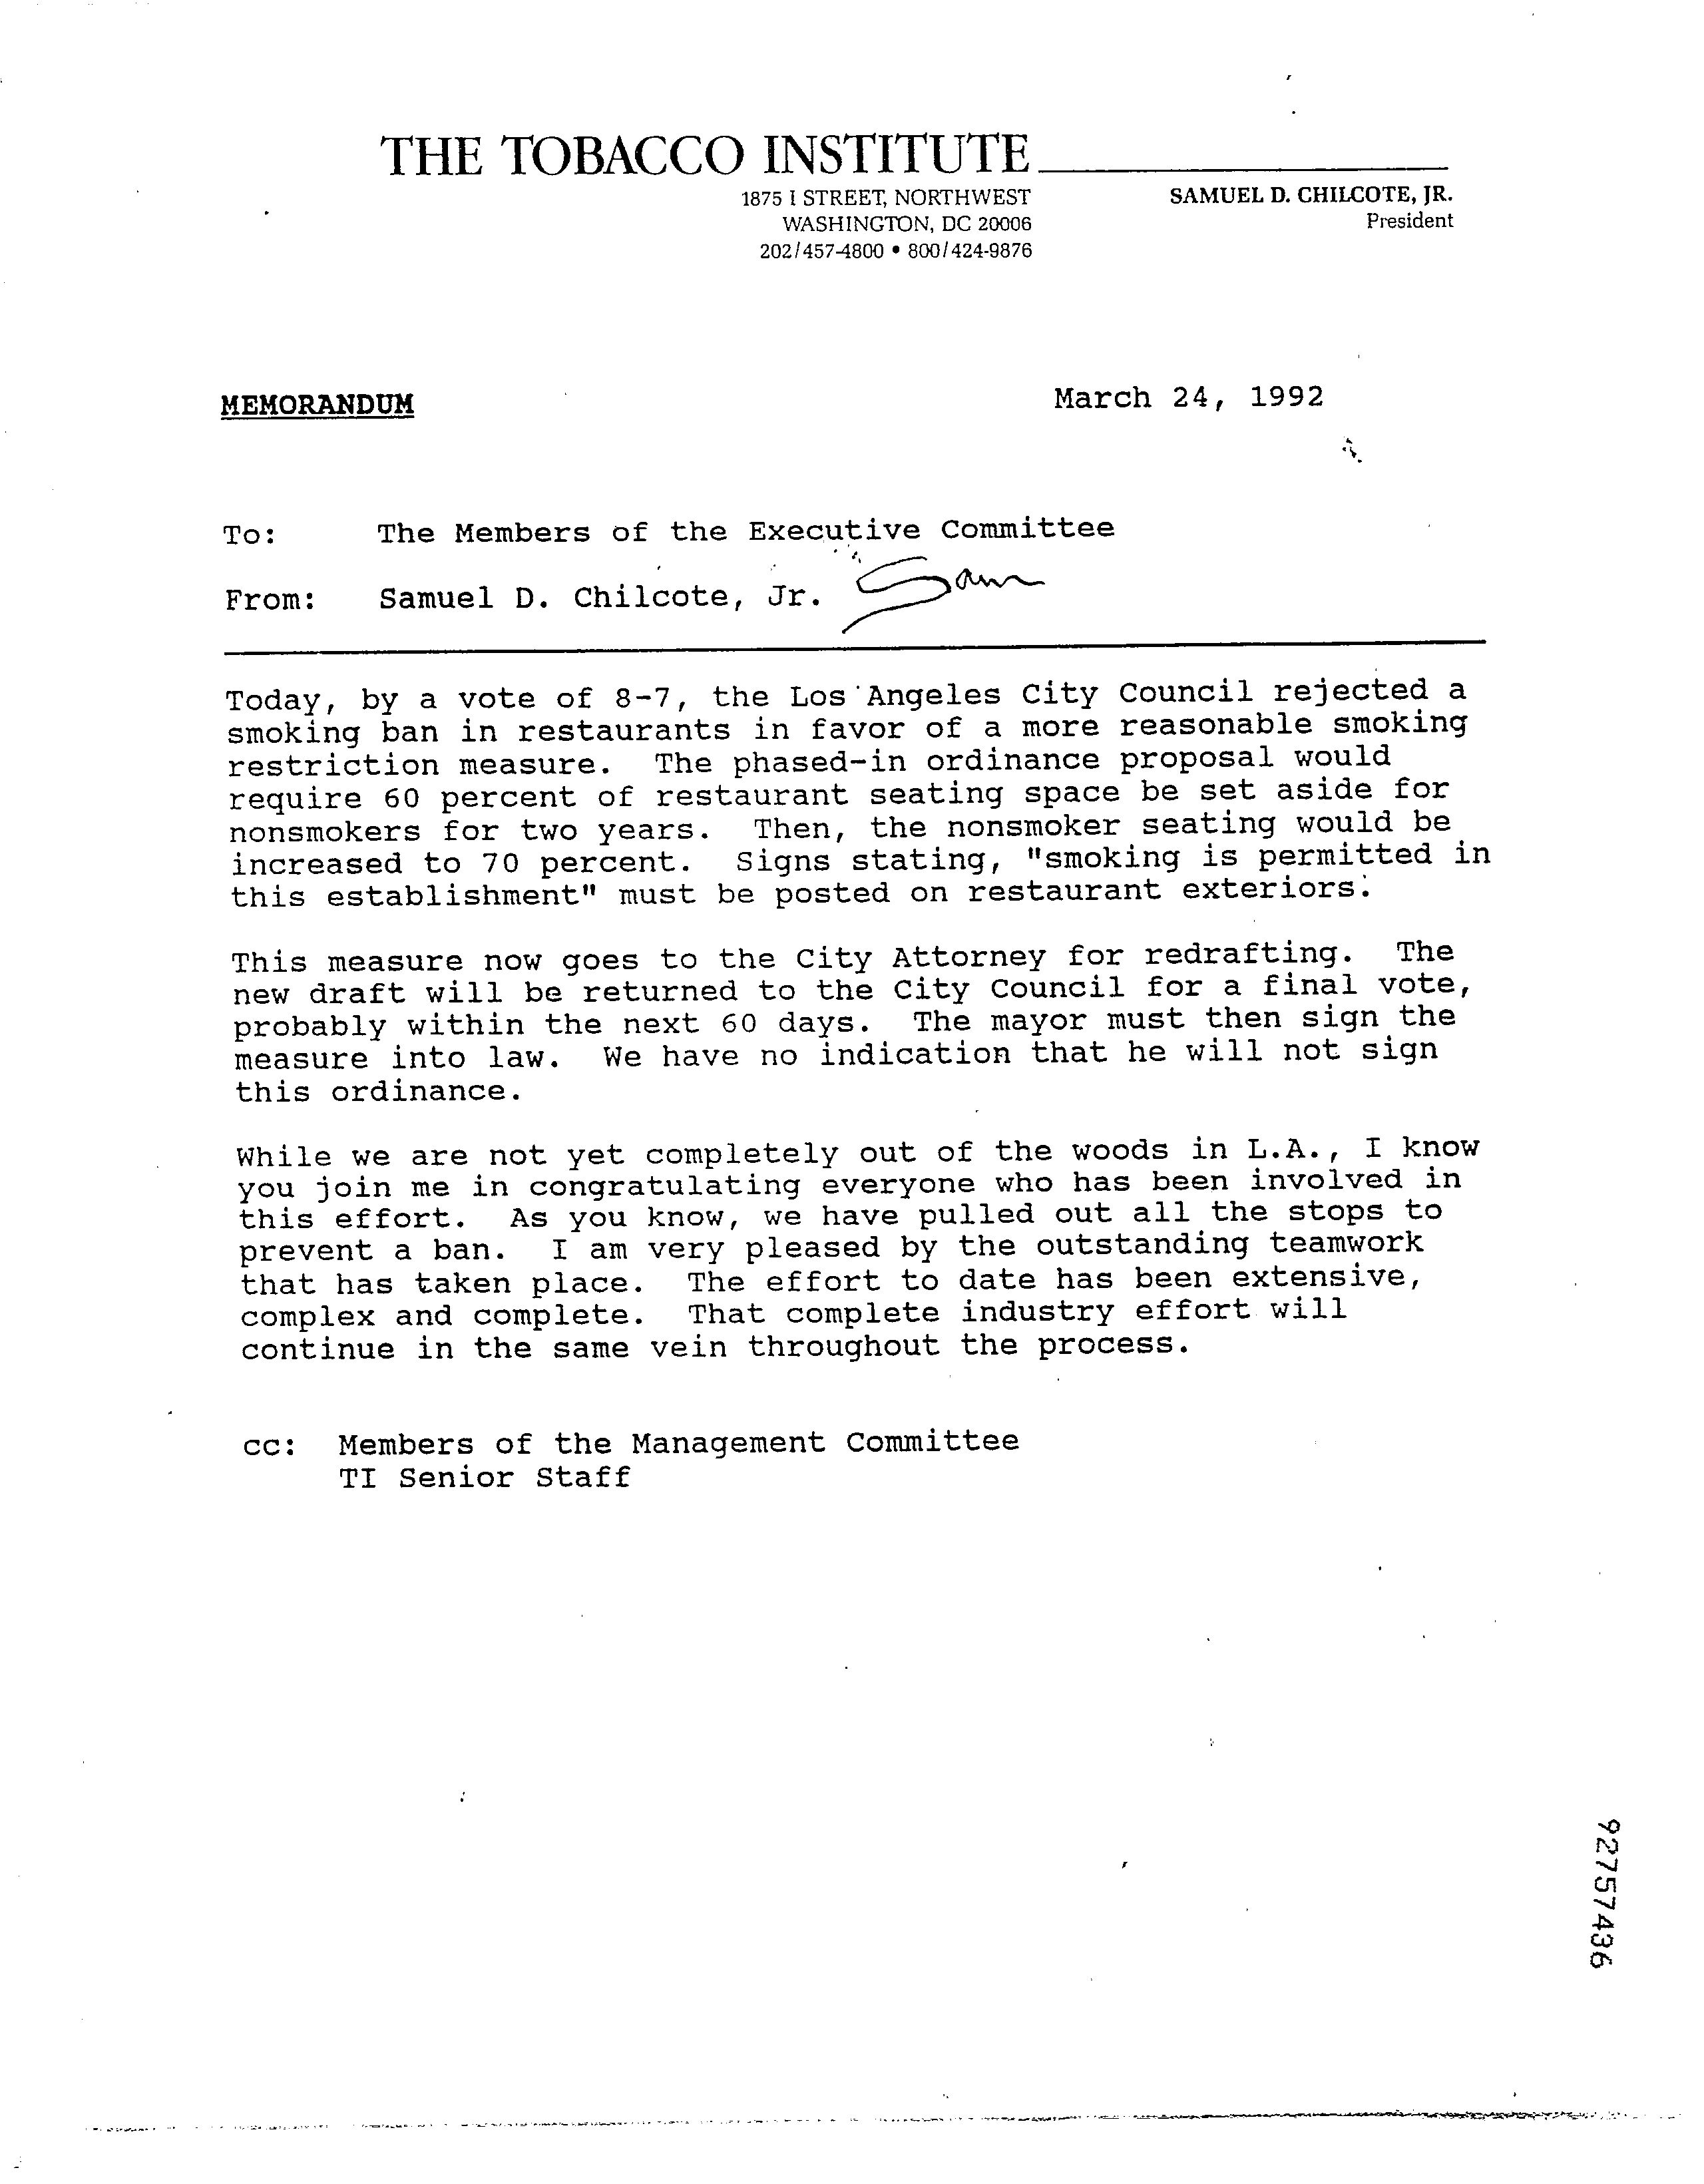 THE TOBACCO INSTITUTE
1875 I STREET, NORTHWEST
WASHINGTON, DC 20006
202/457-4800 • 800/424-9876
SAMUEL D. CHILCOTE, JR.
President
MEMORANDUM
March 24, 1992
To: The Members of the Executive Committee
From: Samuel D. Chilcote, Jr. Sam
Today, by a vote of 8-7, the Los Angeles City Council rejected a
smoking ban in restaurants in favor of a more reasonable smoking
restriction measure. The phased-in ordinance proposal would
require 60 percent of restaurant seating space be set aside for
nonsmokers for two years. Then, the nonsmoker seating would be
increased to 70 percent. Signs stating, "smoking is permitted in
this establishment" must be posted on restaurant exteriors.
This measure now goes to the City Attorney for redrafting. The
new draft will be returned to the City Council for a final vote,
probably within the next 60 days. The mayor must then sign the
measure into law. We have no indication that he will not sign
this ordinance.
While we are not yet completely out of the woods in L.A., I know
you join me in congratulating everyone who has been involved in
this effort. As you know, we have pulled out all the stops to
prevent a ban. I am very pleased by the outstanding teamwork
that has taken place. The effort to date has been extensive,
complex and complete. That complete industry effort will
continue in the same vein throughout the process.
cc: Members of the Management Committee
TI Senior Staff
92757436